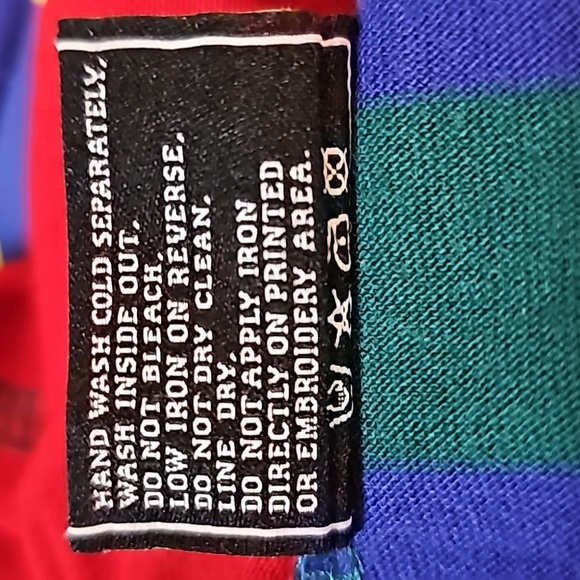 HAND WASH COLD SEPARATELY.
WASH INSIDE OUT.
DO NOT BLEACH.
LOW IRON ON REVERSE.
DO NOT DRY CLEAN.
LINE DRY.
DO NOT APPLY IRON
DIRECTLY ON PRINTED
OR EMBROIDERY AREA.